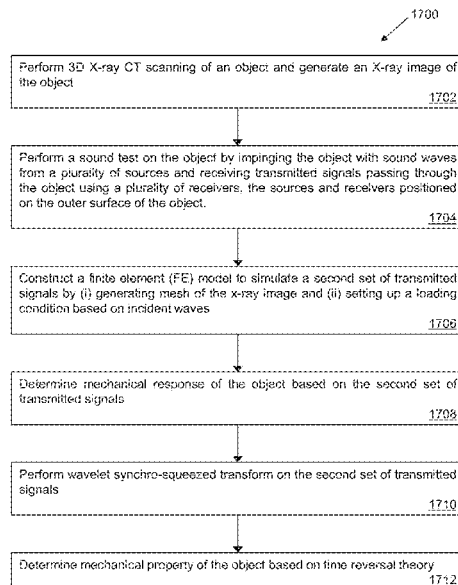 1700
Perform 3D X-ray CT scanning of an object and generate an X-ray image of
the object
1702
Perform a sound test on the object by impinging the object with sound waves
from a plurality of sources and receiving transmitted signals passing through
the object using a plurality of receivers, the sources and receivers positioned
on the outer surface of the object.
1704
Construct a finite element (FE) model to simulate a second set of transmitted
signals by (i) generating mesh of the x-ray image and (ii) setting up a loading
condition based on incident waves
1706
Determine mechanical response of the object based on the second set of
transmitted signals
1708
Perform wavelet synchro-squeezed transform on the second set of transmitted
signals
1710
Determine mechanical property of the object based on time reversal theory
1712